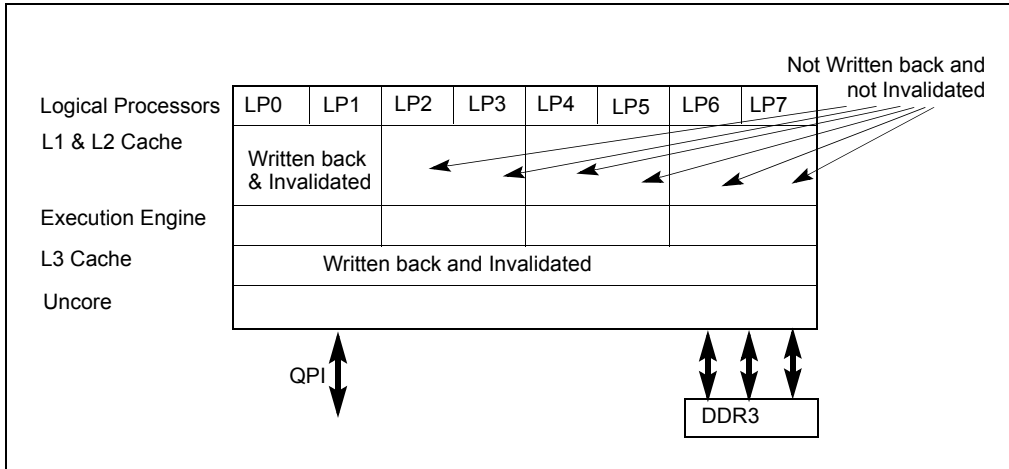 Not Written back and
not Invalidated
Logical Processors LP0 LP1 LP2 LP3 LP4 LP5 LP6 LP7
L1 & L2 Cache
Written back
& Invalidated
Execution Engine
L3 Cache Written back and Invalidated
Uncore
QPI
DDR3